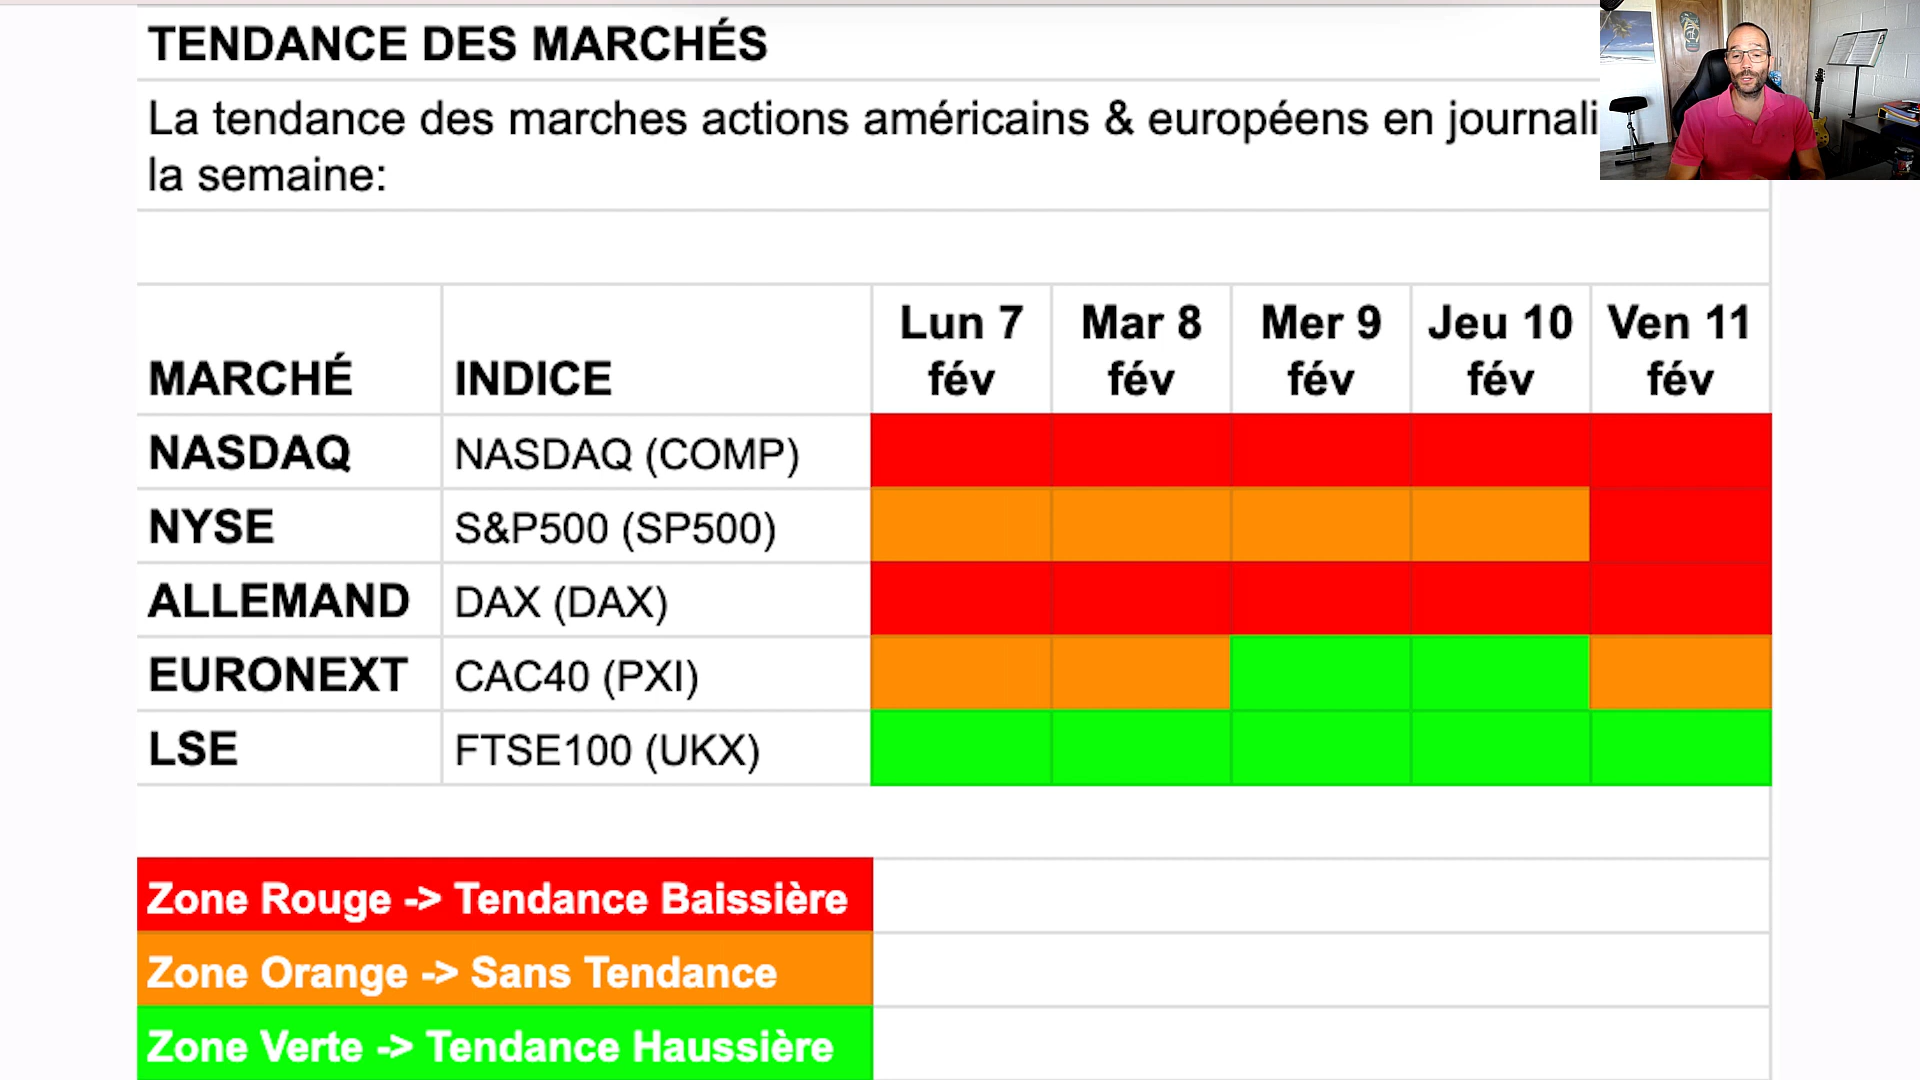 TENDANCE DES MARCHÉS
La tendance des marches actions américains & européens en journali
la semaine:
MARCHÉ INDICE Lun 7 fév Mar 8 fév Mer 9 fév Jeu 10 fév Ven 11 fév
NASDAQ NASDAQ (COMP)
NYSE S&P500 (SP500)
ALLEMAND DAX (DAX)
EURONEXT CAC40 (PXI)
LSE FTSE100 (UKX)
Zone Rouge -> Tendance Baissière
Zone Orange -> Sans Tendance
Zone Verte -> Tendance Haussière